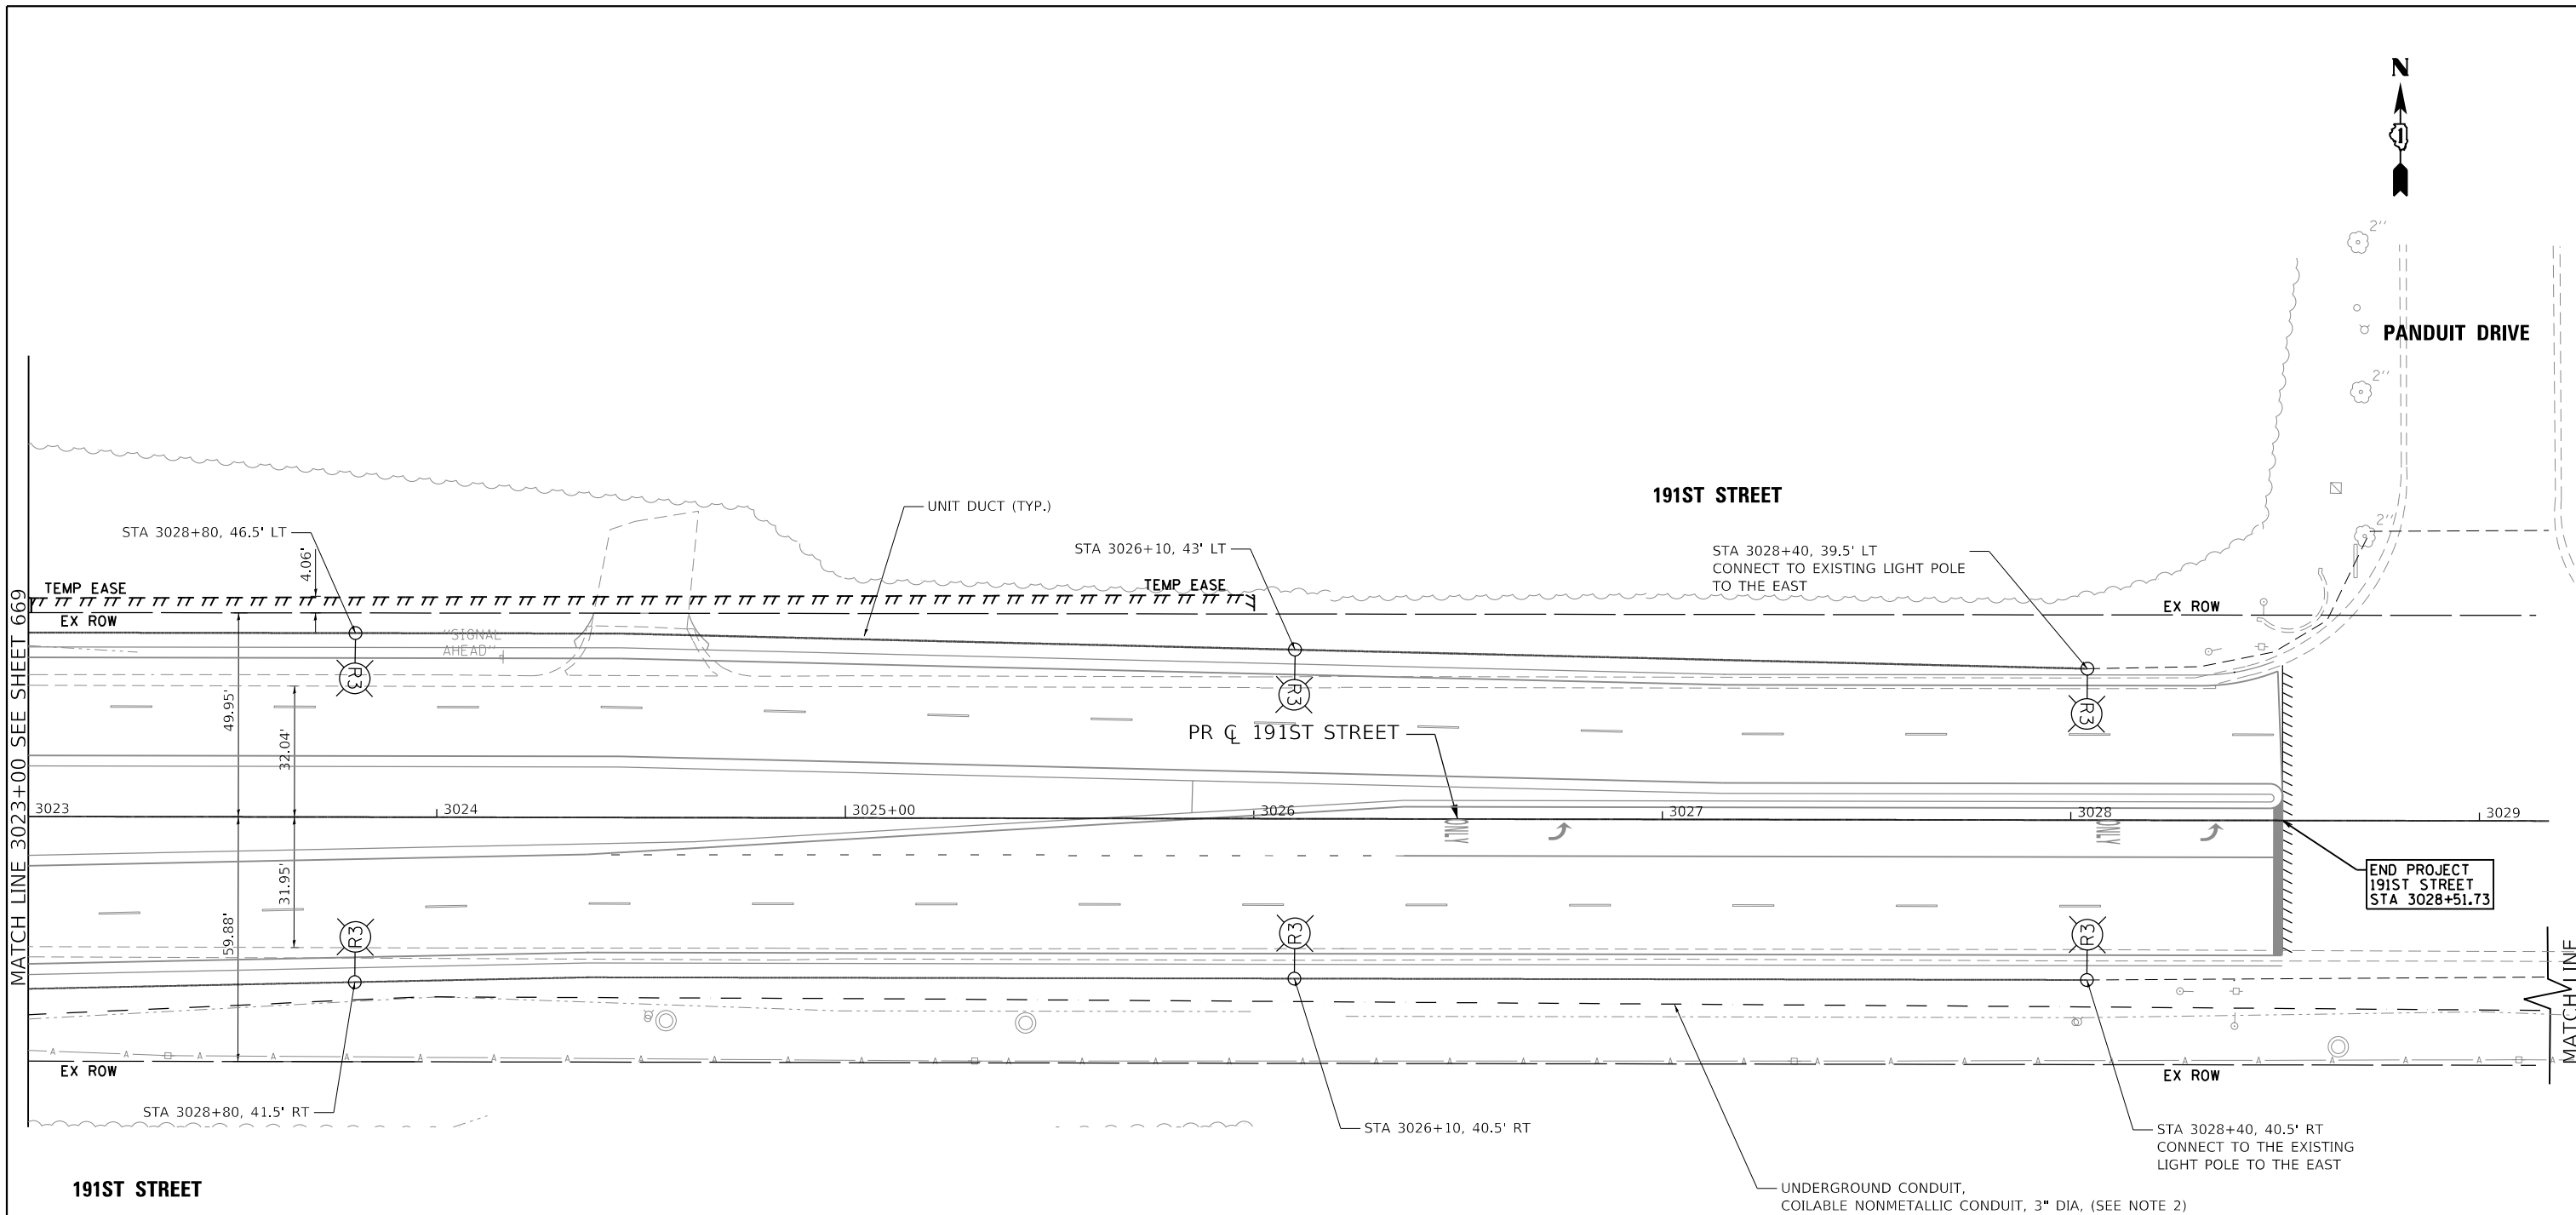 N
1
2''
PANDUIT DRIVE
2''
191ST STREET
2''
UNIT DUCT (TYP.)
STA 3028+80, 46.5' LT
4.06'
STA 3026+10, 43' LT
STA 3028+40, 39.5' LT
CONNECT TO EXISTING LIGHT POLE
TO THE EAST
TEMP EASE
TEMP EASE
EX ROW
EX ROW
"SIGNAL
AHEAD"
R3
R3
R3
MATCH LINE 3023+00 SEE SHEET 669
49.95'
32.04'
PR ℄ 191ST STREET
3023
3024
3025+00
3026
3027
3028
3029
ONLY
ONLY
31.95'
59.88'
END PROJECT
191ST STREET
STA 3028+51.73
R3
R3
R3
MATCH LINE
A A A A A A A A A A A A A A A A A A A A A A A A A A A A A A A A A
EX ROW
EX ROW
STA 3028+80, 41.5' RT
STA 3026+10, 40.5' RT
STA 3028+40, 40.5' RT
CONNECT TO THE EXISTING
LIGHT POLE TO THE EAST
191ST STREET
UNDERGROUND CONDUIT,
COILABLE NONMETALLIC CONDUIT, 3" DIA, (SEE NOTE 2)